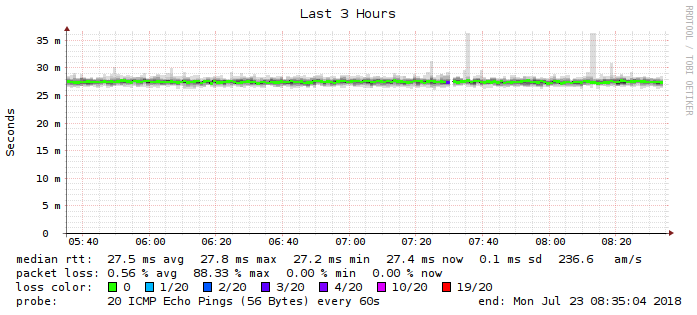 Last 3 Hours
RRDTOOL / TOBI OETIKER
Seconds
35 m
30 m
25 m
20 m
15 m
10 m
5 m
0
05:40 06:00 06:20 06:40 07:00 07:20 07:40 08:00 08:20
median rtt: 27.5 ms avg 27.8 ms max 27.2 ms min 27.4 ms now 0.1 ms sd 236.6 am/s
packet loss: 0.56 % avg 88.33 % max 0.00 % min 0.00 % now
loss color: 0 1/20 2/20 3/20 4/20 10/20 19/20
probe: 20 ICMP Echo Pings (56 Bytes) every 60s end: Mon Jul 23 08:35:04 2018